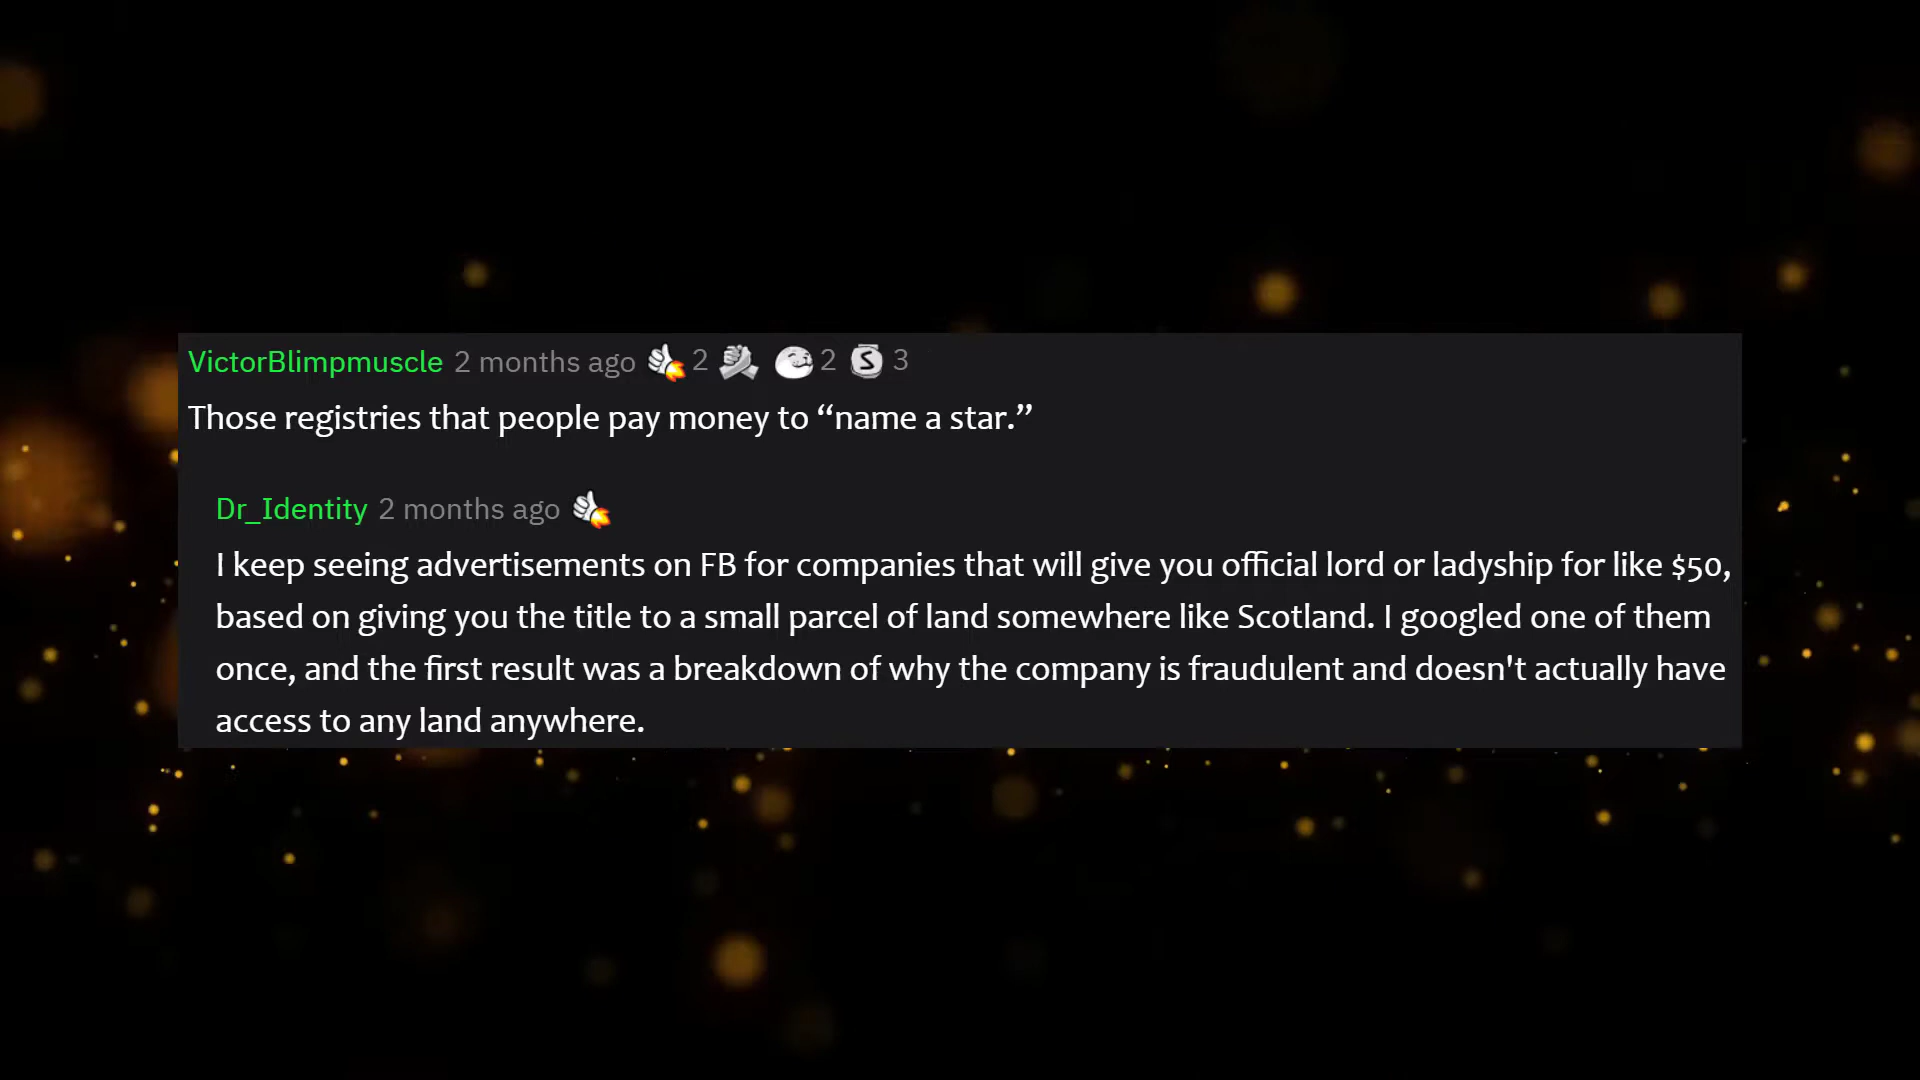 VictorBlimpmuscle 2 months ago 2 2 S 3
Those registries that people pay money to “name a star.”
Dr_Identity 2 months ago
I keep seeing advertisements on FB for companies that will give you official lord or ladyship for like $50,
based on giving you the title to a small parcel of land somewhere like Scotland. I googled one of them
once, and the first result was a breakdown of why the company is fraudulent and doesn't actually have
access to any land anywhere.